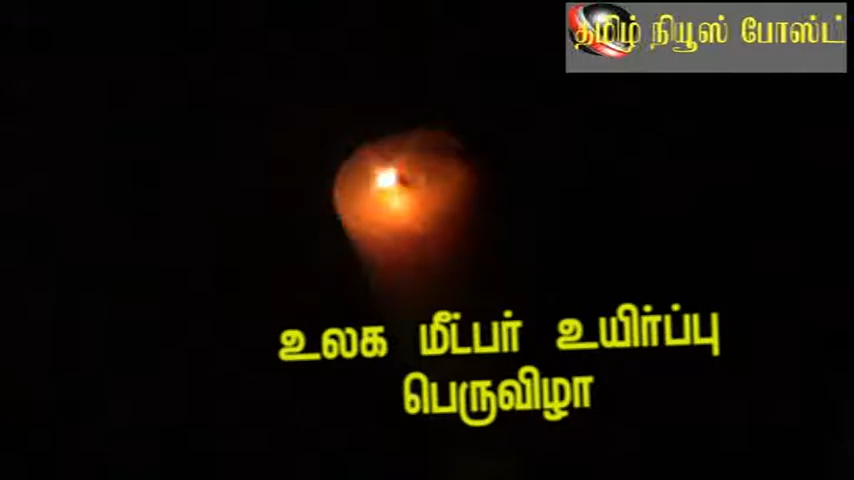 தமிழ் நியூஸ் போஸ்ட்
உலக மீட்பர் உயிர்ப்பு
பெருவிழா